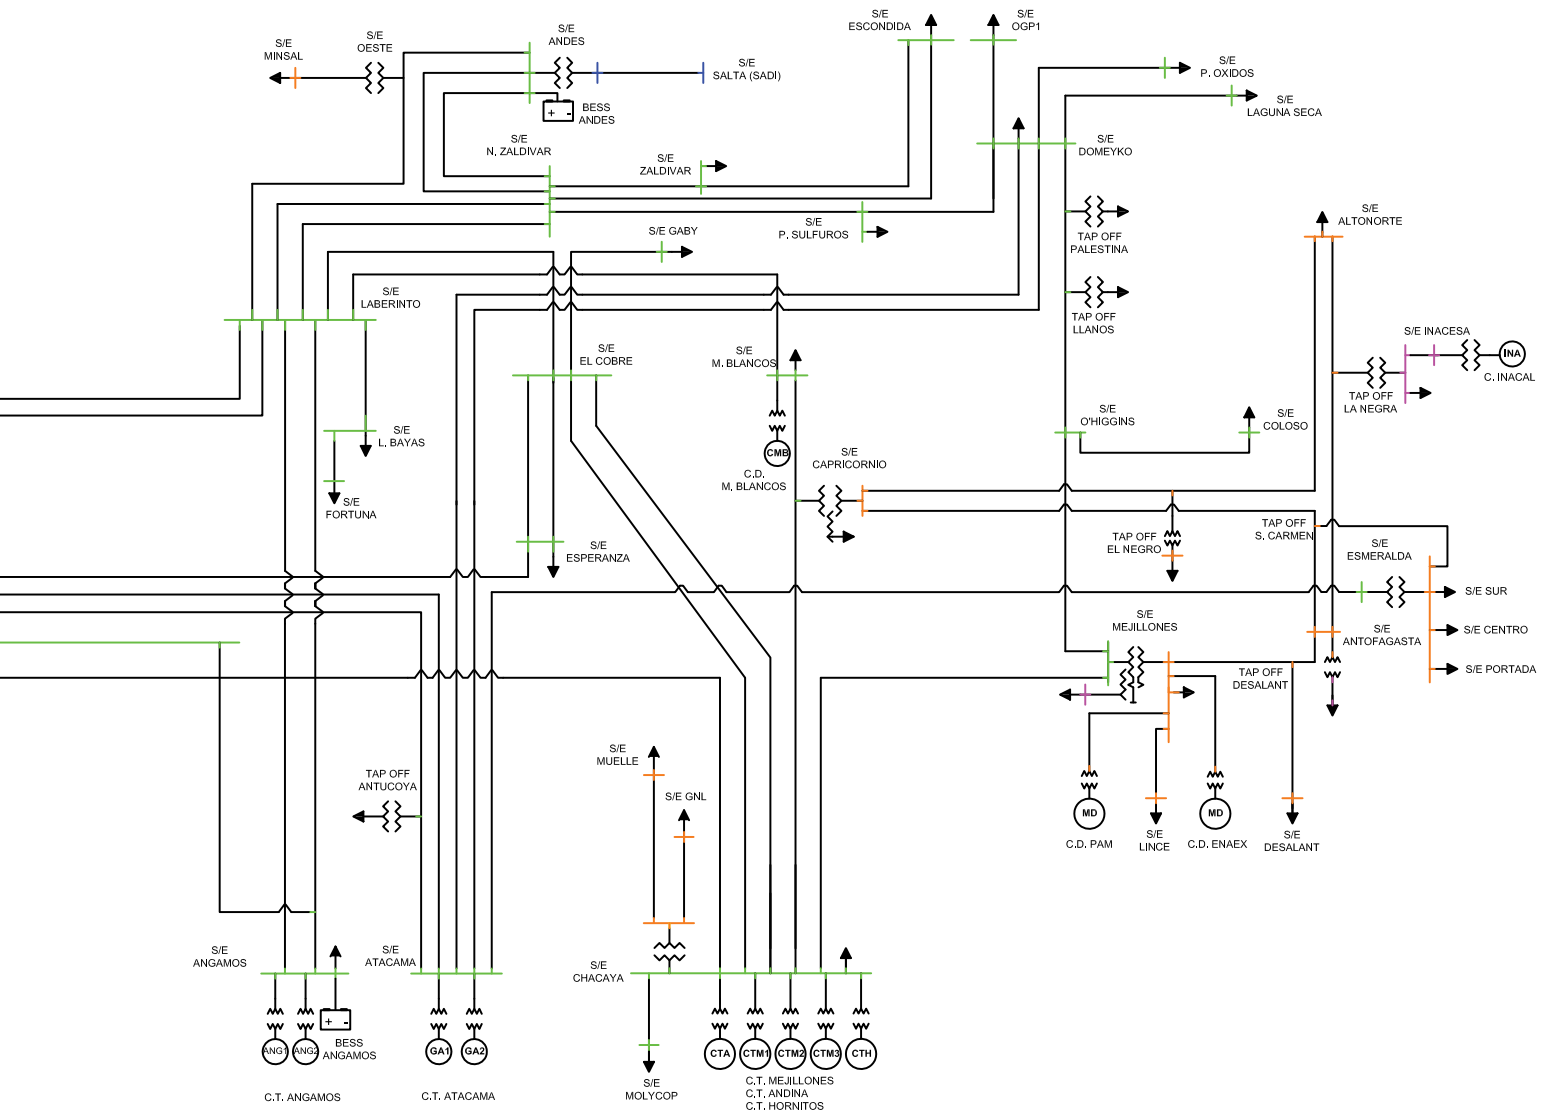 S/E
ESCONDIDA
S/E
OGP1
S/E
MINSAL
S/E
OESTE
S/E
ANDES
S/E
SALTA (SADI)
S/E
P. OXIDOS
S/E
LAGUNA SECA
+ -
BESS
ANDES
S/E
N. ZALDIVAR
S/E
ZALDIVAR
S/E
DOMEYKO
S/E
P. SULFUROS
S/E GABY
TAP OFF
PALESTINA
S/E
ALTONORTE
S/E
LABERINTO
TAP OFF
LLANOS
S/E
EL COBRE
S/E
M. BLANCOS
S/E INACESA
INA
C. INACAL
TAP OFF
LA NEGRA
S/E
L. BAYAS
S/E
O'HIGGINS
S/E
COLOSO
CMB
C.D.
M. BLANCOS
S/E
CAPRICORNIO
S/E
FORTUNA
S/E
ESPERANZA
TAP OFF
EL NEGRO
TAP OFF
S. CARMEN
S/E
ESMERALDA
S/E SUR
S/E
MEJILLONES
S/E
ANTOFAGASTA
S/E CENTRO
S/E PORTADA
TAP OFF
DESALANT
S/E
MUELLE
S/E GNL
TAP OFF
ANTUCOYA
MD
C.D. PAM
S/E
LINCE
MD
C.D. ENAEX
S/E
DESALANT
S/E
ANGAMOS
S/E
ATACAMA
S/E
CHACAYA
ANG1
ANG2
+ -
BESS
ANGAMOS
GA1
GA2
CTA
CTM1
CTM2
CTM3
CTH
C.T. ANGAMOS
C.T. ATACAMA
S/E
MOLYCOP
C.T. MEJILLONES
C.T. ANDINA
C.T. HORNITOS